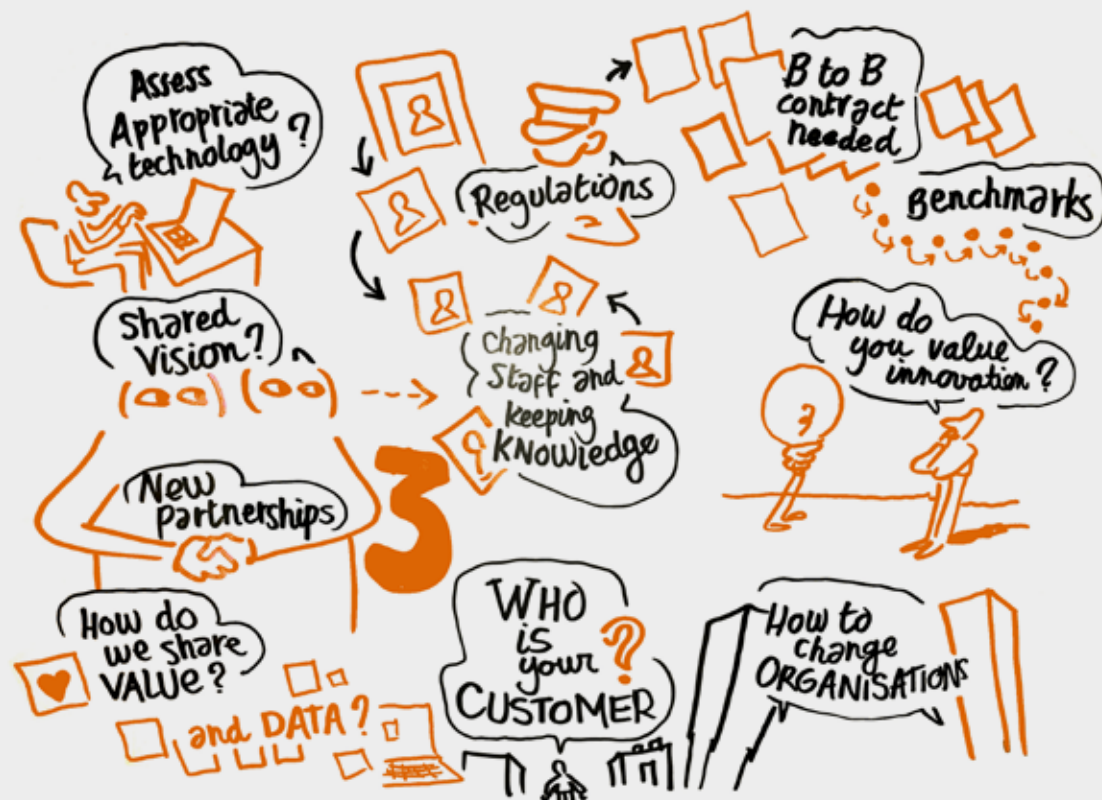 Assess
Appropriate
technology?
Regulations
B to B
contract
needed
Benchmarks
Shared
Vision?
Changing
Staff and
keeping
KNOWledge
How do
you value
innovation?
New
partnerships
3
How do
we share
VALUe?
and DATA?
WHO
is
your
CUSTOMER?
How to
change
ORGANISATIONS